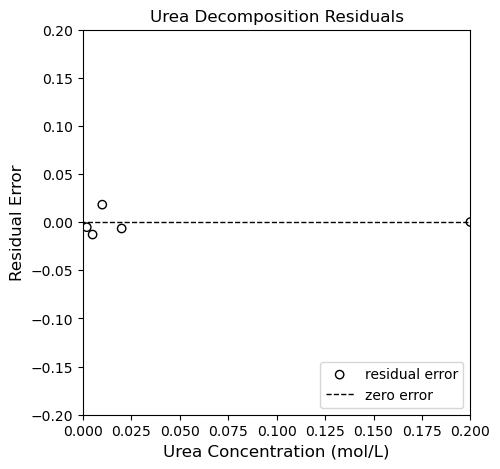 Urea Decomposition Residuals
0.20
0.15
0.10
0.05
0.00
−0.05
−0.10
−0.15
−0.20
Residual Error
residual error
zero error
0.000 0.025 0.050 0.075 0.100 0.125 0.150 0.175 0.200
Urea Concentration (mol/L)